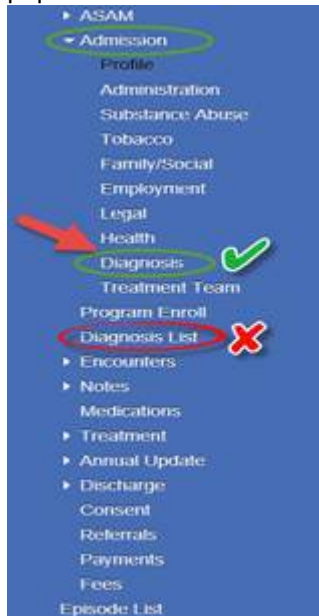 ASAM
Admission
Profile
Administration
Substance Abuse
Tobacco
Family/Social
Employment
Legal
Health
Diagnosis
Treatment Team
Program Enroll
Diagnosis List
Encounters
Notes
Medications
Treatment
Annual Update
Discharge
Consent
Referrals
Payments
Fees
Episode List